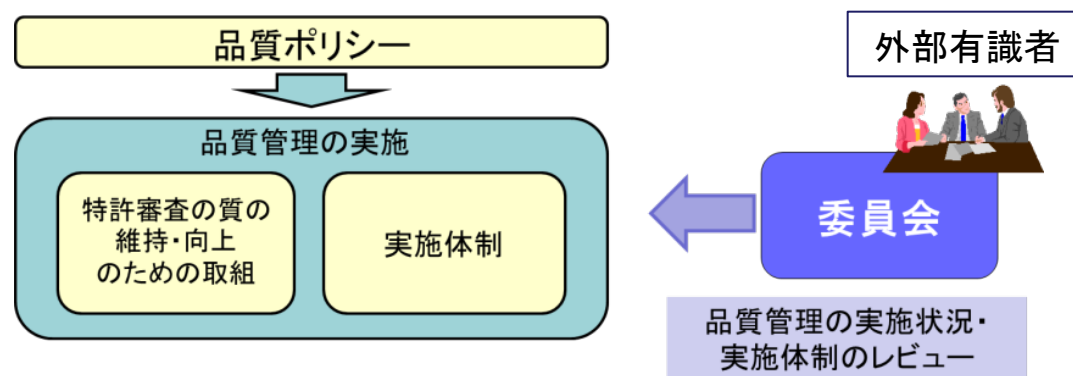 品質ポリシー
外部有識者
品質管理の実施
特許審査の質の
維持・向上
のための取組
実施体制
委員会
品質管理の実施状況・
実施体制のレビュー